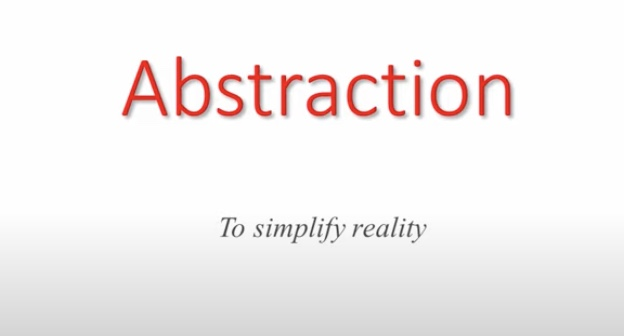 Abstraction
To simplify reality